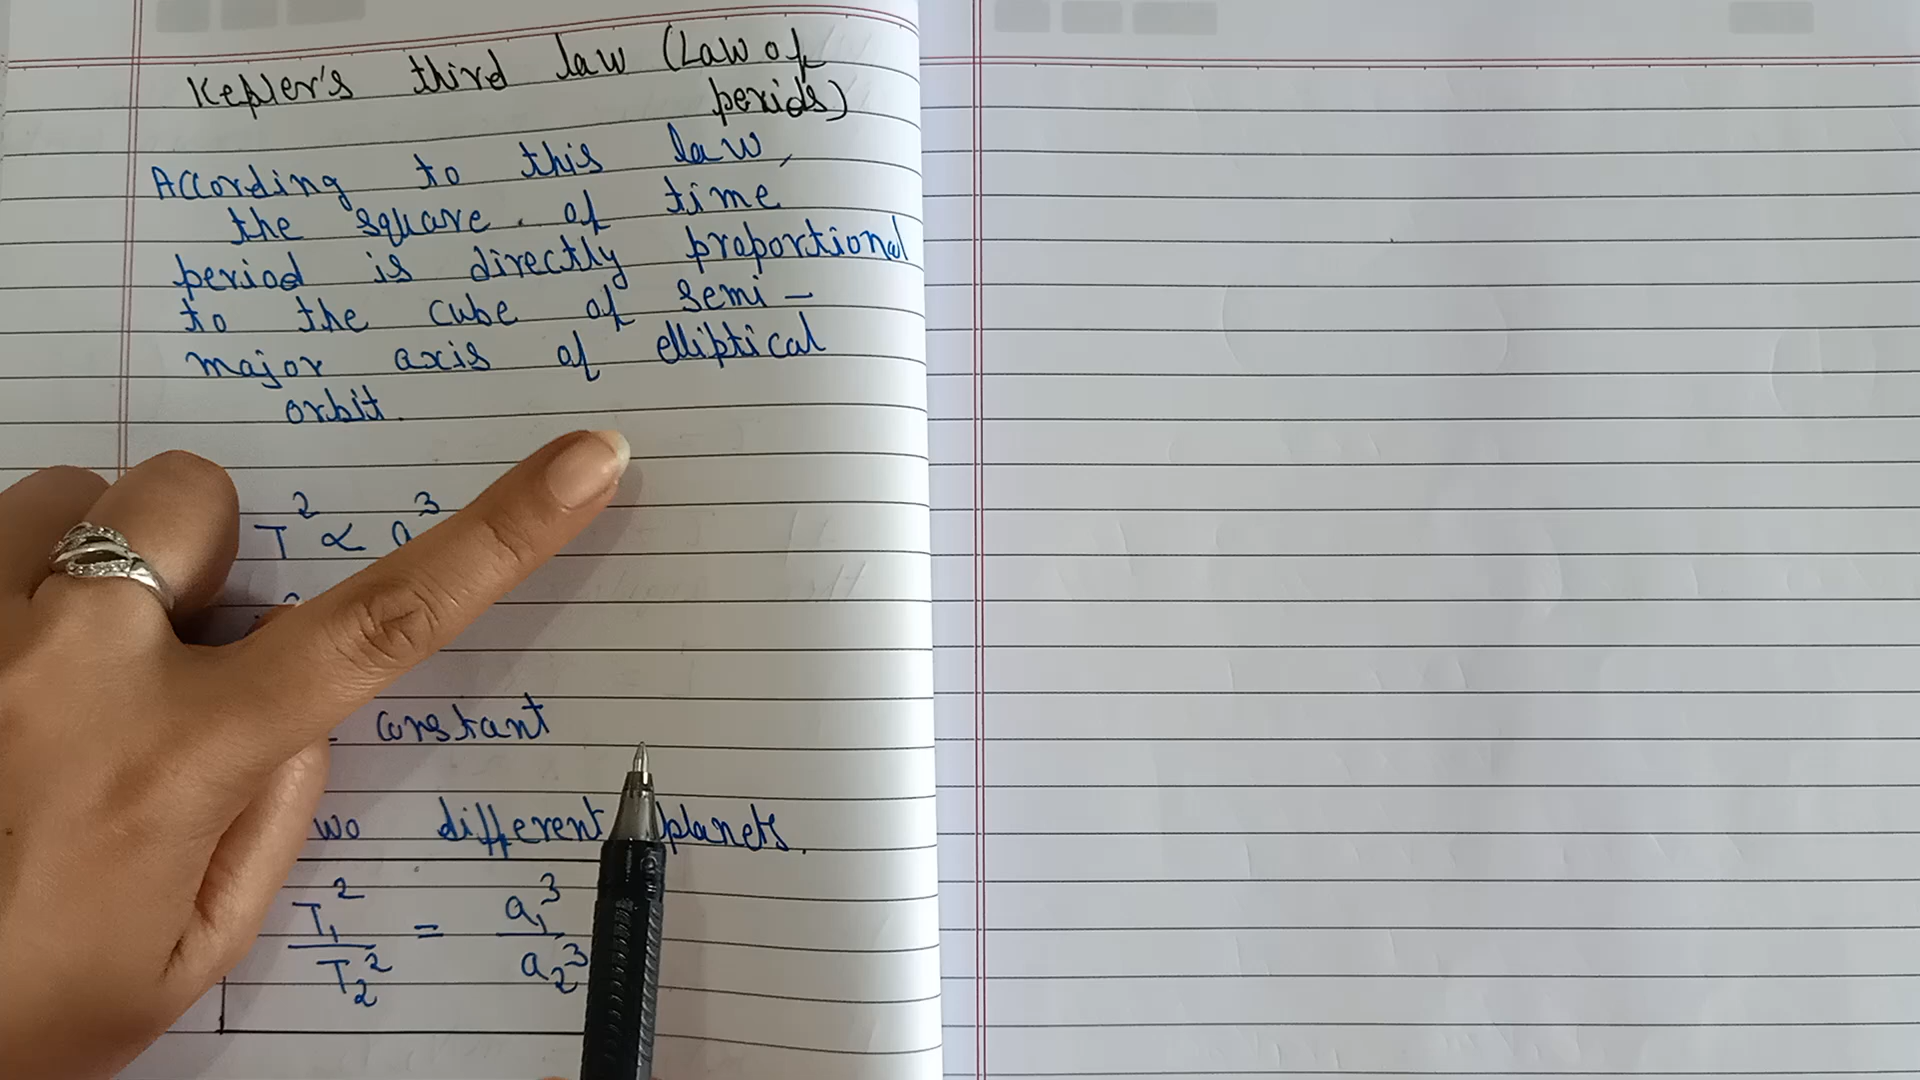 Kepler's third law (Law of
periods)
According to this law,
the square of time
period is directly proportional
to the cube of semi-
major axis of elliptical
orbit.
T² ∝ a³
= constant
different planets.
T₁² / T₂² = a₁³ / a₂³